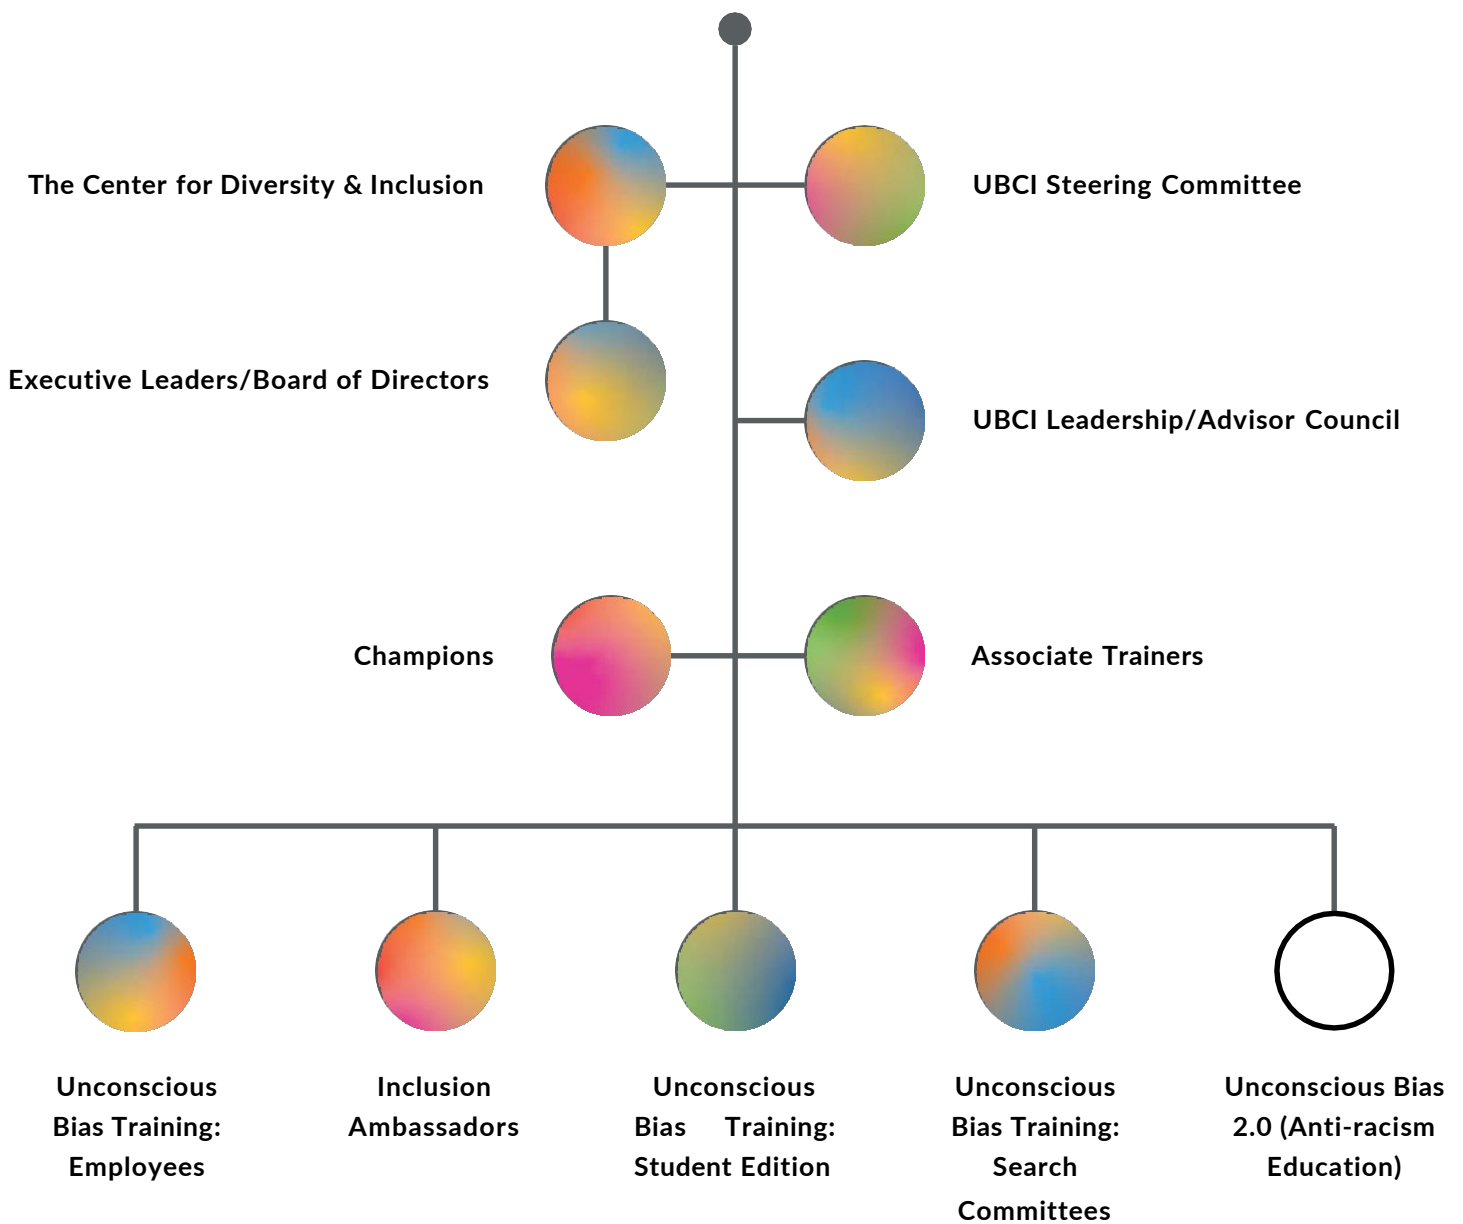 The Center for Diversity & Inclusion
UBCI Steering Committee
Executive Leaders/Board of Directors
UBCI Leadership/Advisor Council
Champions
Associate Trainers
Unconscious
Bias Training:
Employees
Inclusion
Ambassadors
Unconscious
Bias Training:
Student Edition
Unconscious
Bias Training:
Search
Committees
Unconscious Bias
2.0 (Anti-racism
Education)